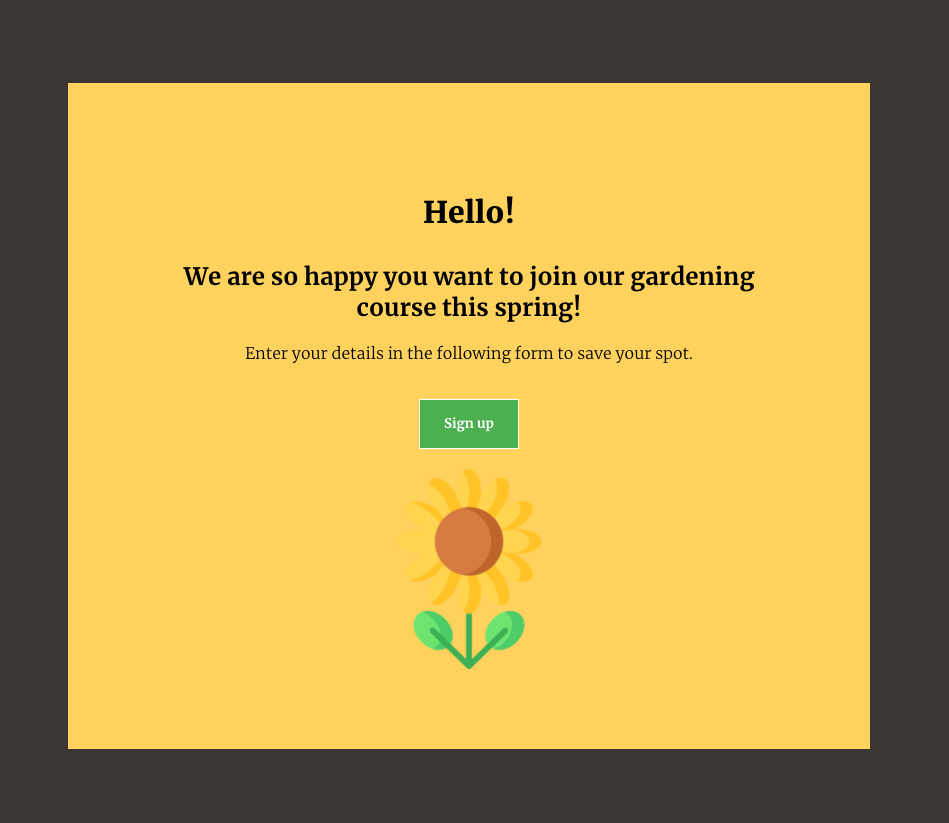 Hello!
We are so happy you want to join our gardening
course this spring!
Enter your details in the following form to save your spot.
Sign up